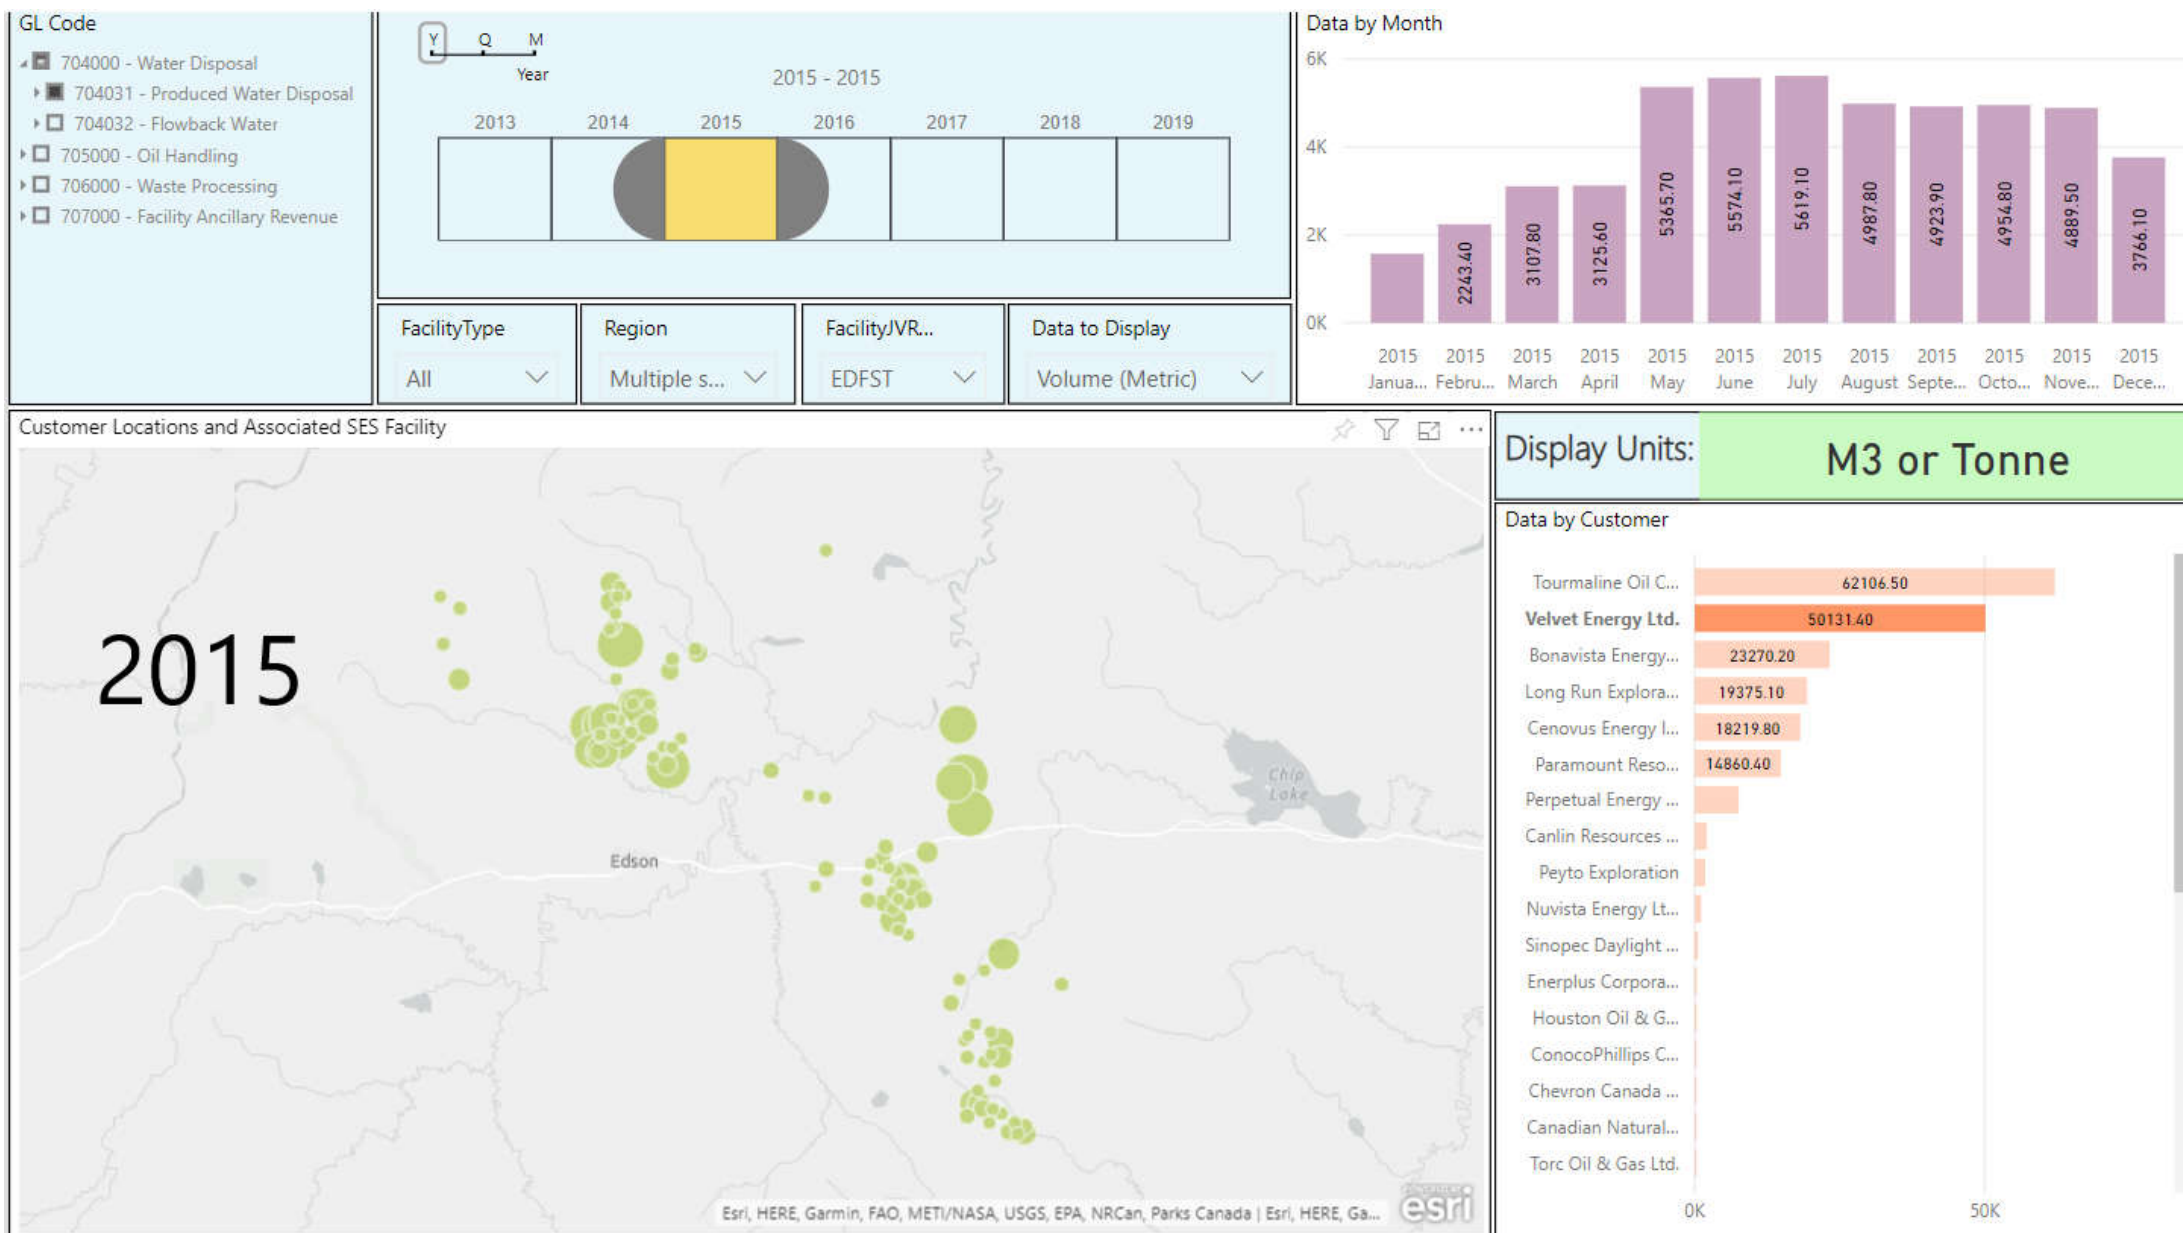 GL Code
704000 - Water Disposal
704031 - Produced Water Disposal
704032 - Flowback Water
705000 - Oil Handling
706000 - Waste Processing
707000 - Facility Ancillary Revenue
Y Q M
Year
2015 - 2015
2013 2014 2015 2016 2017 2018 2019
FacilityType
All
Region
Multiple s...
FacilityJVR...
EDFST
Data to Display
Volume (Metric)
Data by Month
6K
4K
2K
0K
2243.40 3107.80 3125.60 5365.70 5574.10 5619.10 4987.80 4923.90 4954.80 4889.50 3766.10
2015 2015 2015 2015 2015 2015 2015 2015 2015 2015 2015 2015
Janua... Febru... March April May June July August Septe... Octo... Nove... Dece...
Customer Locations and Associated SES Facility
2015
Chip
Lake
Edson
Esri, HERE, Garmin, FAO, METI/NASA, USGS, EPA, NRCan, Parks Canada | Esri, HERE, Ga...
esri
Display Units:
M3 or Tonne
Data by Customer
Tourmaline Oil C... 62106.50
Velvet Energy Ltd. 50131.40
Bonavista Energy... 23270.20
Long Run Explora... 19375.10
Cenovus Energy I... 18219.80
Paramount Reso... 14860.40
Perpetual Energy ...
Canlin Resources ...
Peyto Exploration
Nuvista Energy Lt...
Sinopec Daylight ...
Enerplus Corpora...
Houston Oil & G...
ConocoPhillips C...
Chevron Canada ...
Canadian Natural...
Torc Oil & Gas Ltd.
0K 50K